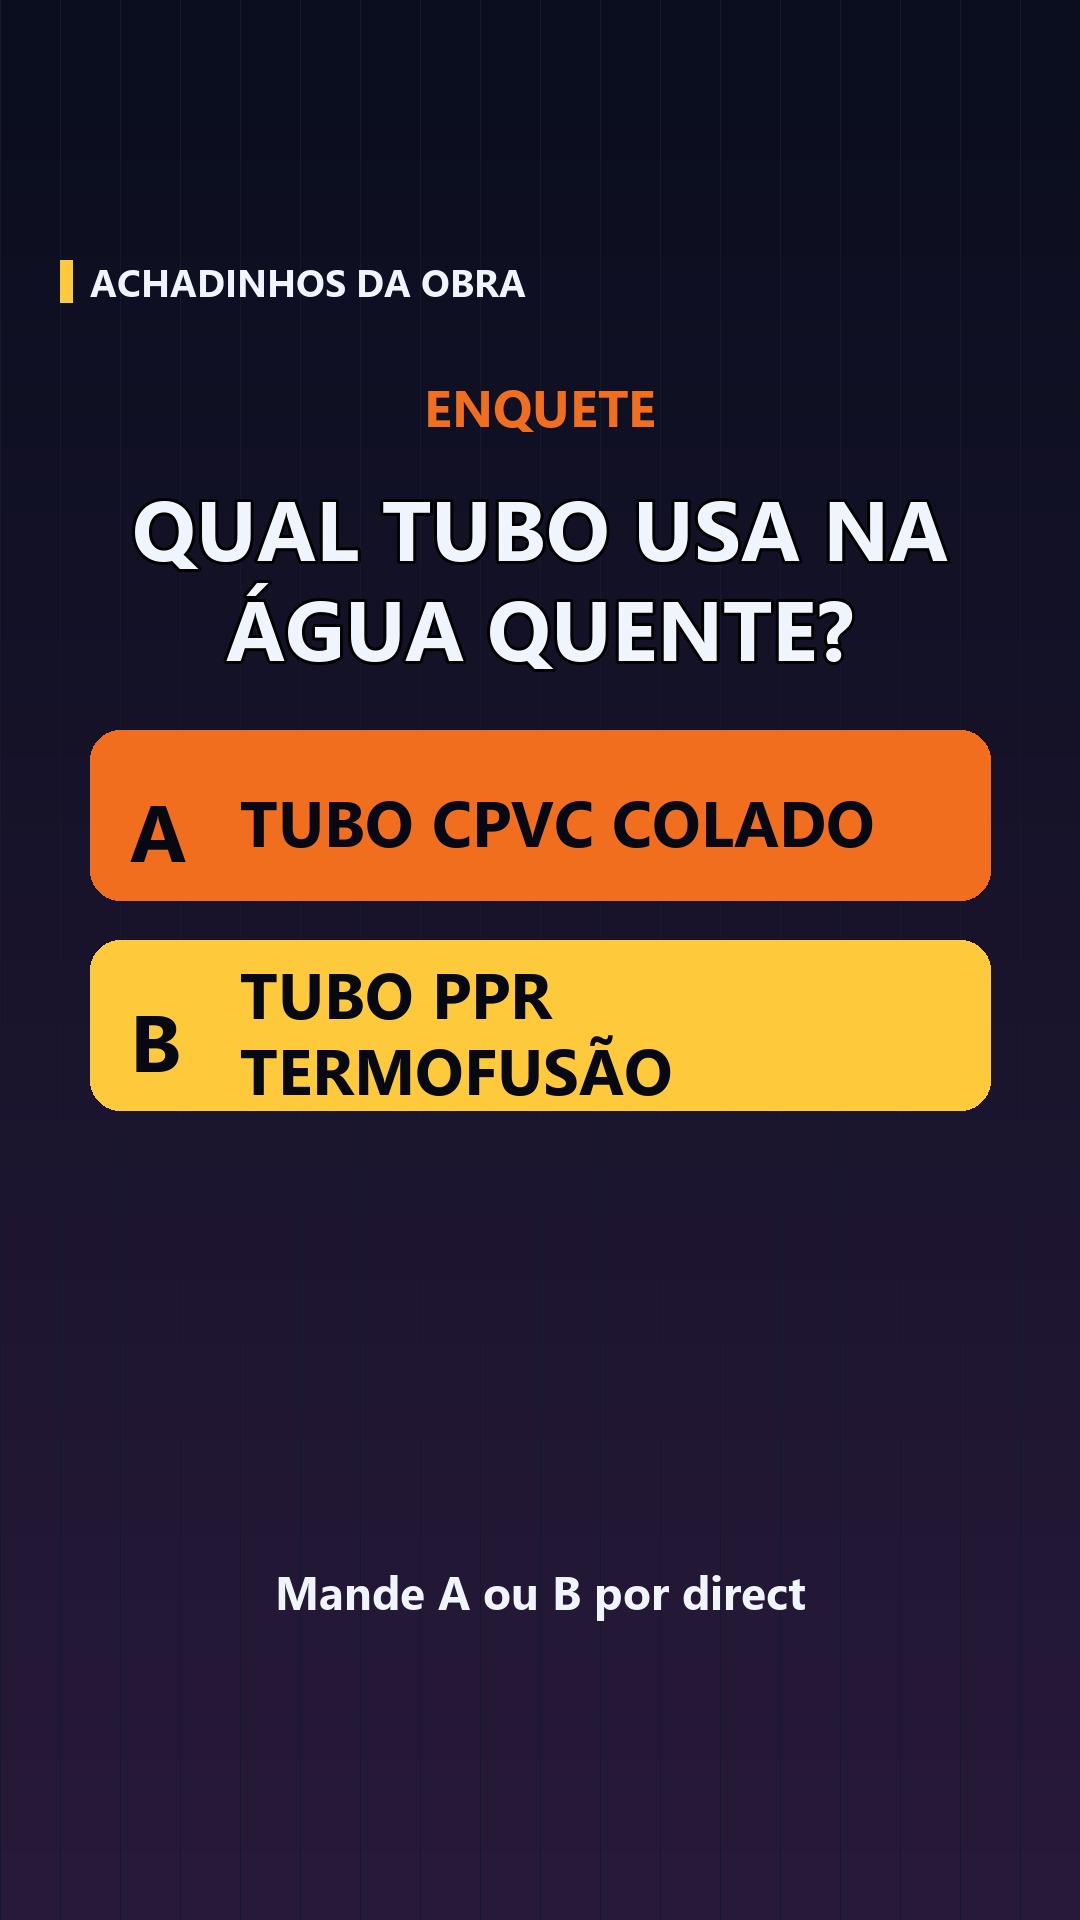 ACHADINHOS DA OBRA
ENQUETE
QUAL TUBO USA NA
ÁGUA QUENTE?
A TUBO CPVC COLADO
B TUBO PPR
TERMOFUSÃO
Mande A ou B por direct